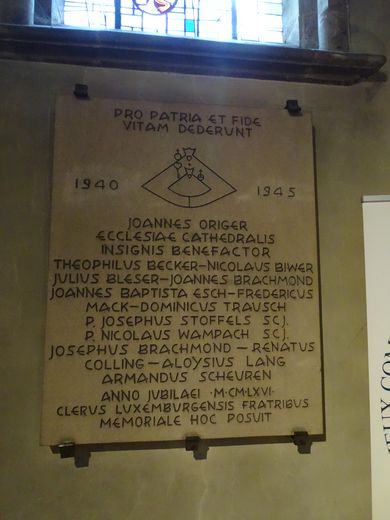 PRO PATRIA ET FIDE
VITAM DEDERUNT
1940 1945
JOANNES ORIGER
ECCLESIAE CATHEDRALIS
INSIGNIS BENEFACTOR
THEOPHILUS BECKER-NICOLAUS BIWER
JULIUS BLESER-JOANNES BRACHMOND
JOANNES BAPTISTA ESCH-FREDERICUS
MACK-DOMINICUS TRAUSCH
P. JOSEPHUS STOFFELS SCJ.
P. NICOLAUS WAMPACH SCJ.
JOSEPHUS BRACHMOND-RENATUS
COLLING-ALOYSIUS LANG
ARMANDUS SCHEUREN
ANNO JUBILAEI ·M·CM·LXVI·
CLERUS LUXEMBURGENSIS FRATRIBUS
MEMORIALE HOC POSUIT